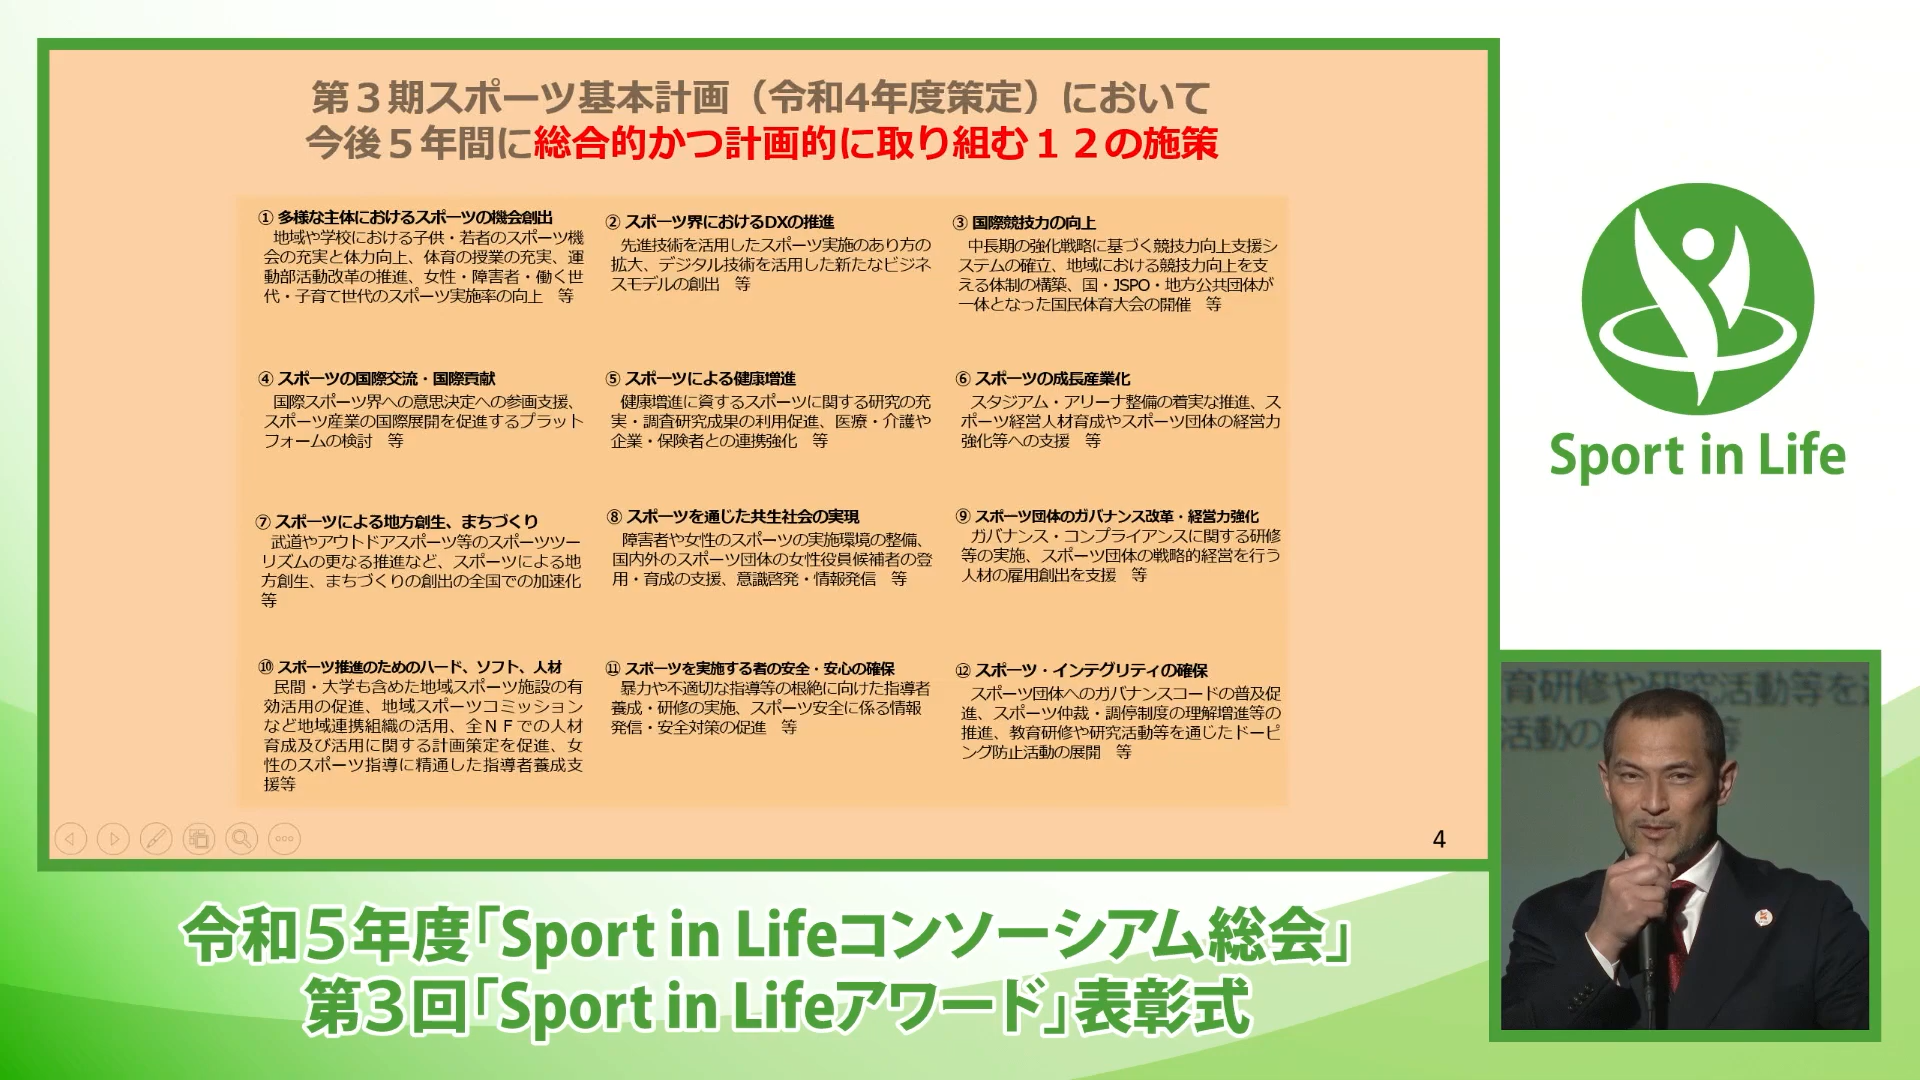 第３期スポーツ基本計画（令和4年度策定）において
今後５年間に総合的かつ計画的に取り組む１２の施策
① 多様な主体におけるスポーツの機会創出
地域や学校における子供・若者のスポーツ機
会の充実と体力向上、体育の授業の充実、運
動部活動改革の推進、女性・障害者・働く世
代・子育て世代のスポーツ実施率の向上　等
② スポーツ界におけるDXの推進
先進技術を活用したスポーツ実施のあり方の
拡大、デジタル技術を活用した新たなビジネ
スモデルの創出　等
③ 国際競技力の向上
中長期の強化戦略に基づく競技力向上支援シ
ステムの確立、地域における競技力向上を支
える体制の構築、国・JSPO・地方公共団体が
一体となった国民体育大会の開催　等
④ スポーツの国際交流・国際貢献
国際スポーツ界への意思決定への参画支援、
スポーツ産業の国際展開を促進するプラット
フォームの検討　等
⑤ スポーツによる健康増進
健康増進に資するスポーツに関する研究の充
実・調査研究成果の利用促進、医療・介護や
企業・保険者との連携強化　等
⑥ スポーツの成長産業化
スタジアム・アリーナ整備の着実な推進、ス
ポーツ経営人材育成やスポーツ団体の経営力
強化等への支援　等
⑦ スポーツによる地方創生、まちづくり
武道やアウトドアスポーツ等のスポーツツー
リズムの更なる推進など、スポーツによる地
方創生、まちづくりの創出の全国での加速化
等
⑧ スポーツを通じた共生社会の実現
障害者や女性のスポーツの実施環境の整備、
国内外のスポーツ団体の女性役員候補者の登
用・育成の支援、意識啓発・情報発信　等
⑨ スポーツ団体のガバナンス改革・経営力強化
ガバナンス・コンプライアンスに関する研修
等の実施、スポーツ団体の戦略的経営を行う
人材の雇用創出を支援　等
⑩ スポーツ推進のためのハード、ソフト、人材
民間・大学も含めた地域スポーツ施設の有
効活用の促進、地域スポーツコミッション
など地域連携組織の活用、全ＮＦでの人材
育成及び活用に関する計画策定を促進、女
性のスポーツ指導に精通した指導者養成支
援等
⑪ スポーツを実施する者の安全・安心の確保
暴力や不適切な指導等の根絶に向けた指導者
養成・研修の実施、スポーツ安全に係る情報
発信・安全対策の促進　等
⑫ スポーツ・インテグリティの確保
スポーツ団体へのガバナンスコードの普及促
進、スポーツ仲裁・調停制度の理解増進等の
推進、教育研修や研究活動等を通じたドーピ
ング防止活動の展開　等
4
Sport in Life
育研修や研究活動等を
活動の
等
令和５年度「Sport in Lifeコンソーシアム総会」
第３回「Sport in Lifeアワード」表彰式